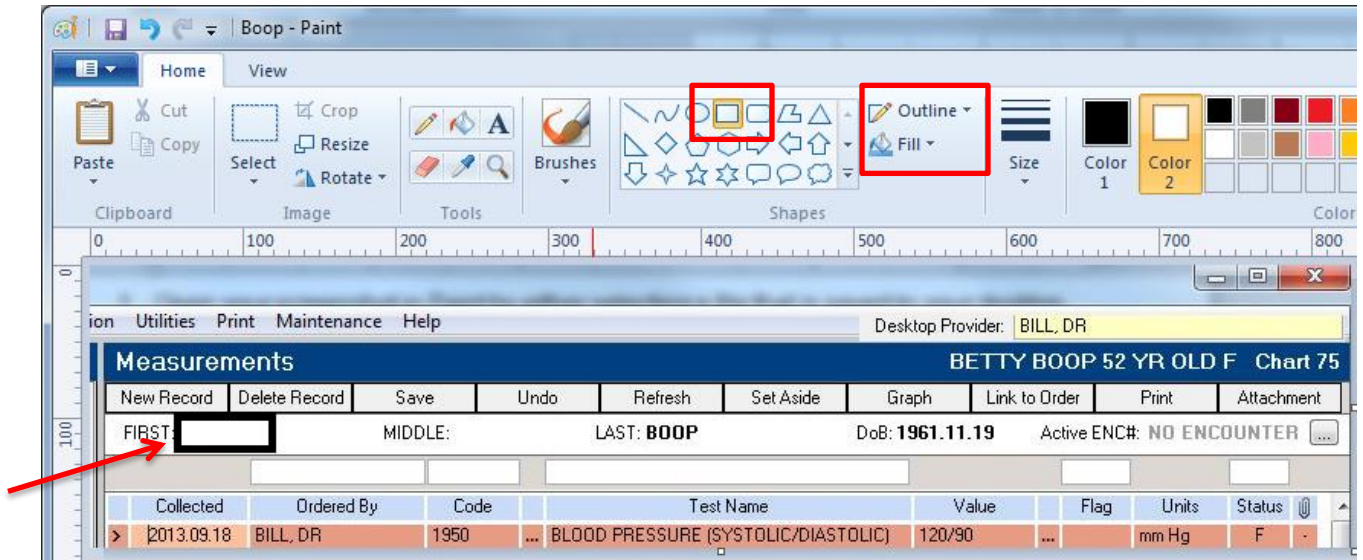 Boop - Paint
Home View
Cut
Copy
Paste
Clipboard
Crop
Resize
Rotate
Select
Image
A
Tools
Brushes
Shapes
Outline
Fill
Size
Color 1
Color 2
Color
0 100 200 300 400 500 600 700 800
0
ion Utilities Print Maintenance Help Desktop Provider: BILL, DR
Measurements BETTY BOOP 52 YR OLD F Chart 75
New Record Delete Record Save Undo Refresh Set Aside Graph Link to Order Print Attachment
100
FIRST: MIDDLE: LAST: BOOP DoB: 1961.11.19 Active ENC#: NO ENCOUNTER ...
Collected Ordered By Code Test Name Value Flag Units Status
> 2013.09.18 BILL, DR 1950 ... BLOOD PRESSURE (SYSTOLIC/DIASTOLIC) 120/90 ... mm Hg F -